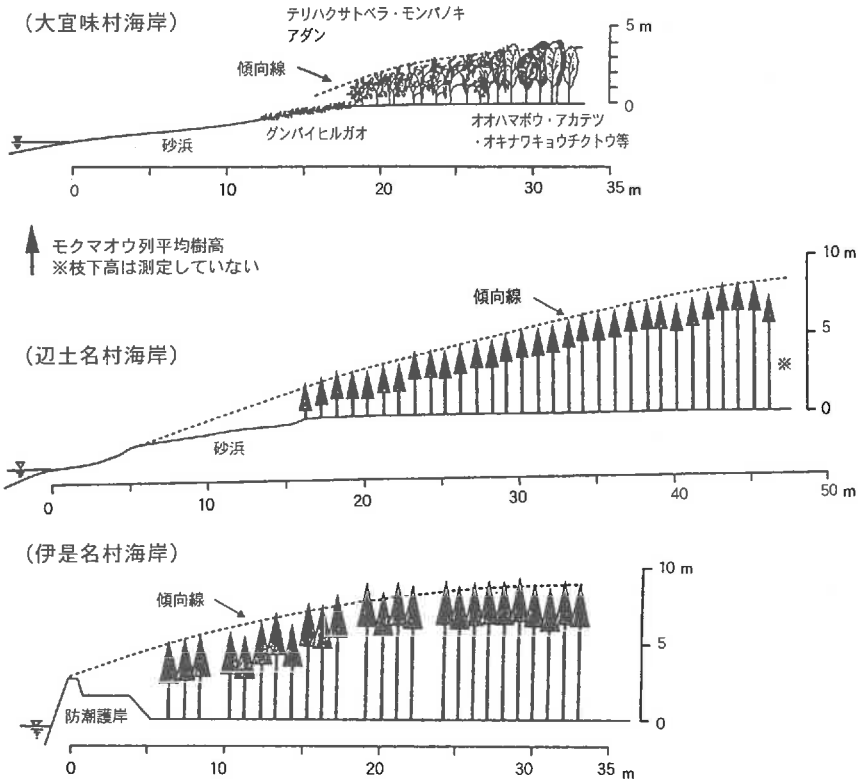 (大宜味村海岸)
テリハクサトベラ・モンパノキ
アダン
5 m
傾向線
0
グンバイヒルガオ
オオハマボウ・アカテツ
・オキナワキョウチクトウ等
砂浜
0 10 20 30 35 m
モクマオウ列平均樹高
※枝下高は測定していない
10 m
傾向線
5
(辺土名村海岸)
※
0
砂浜
0 10 20 30 40 50 m
(伊是名村海岸)
10 m
傾向線
5
防潮護岸
0
0 10 20 30 35 m